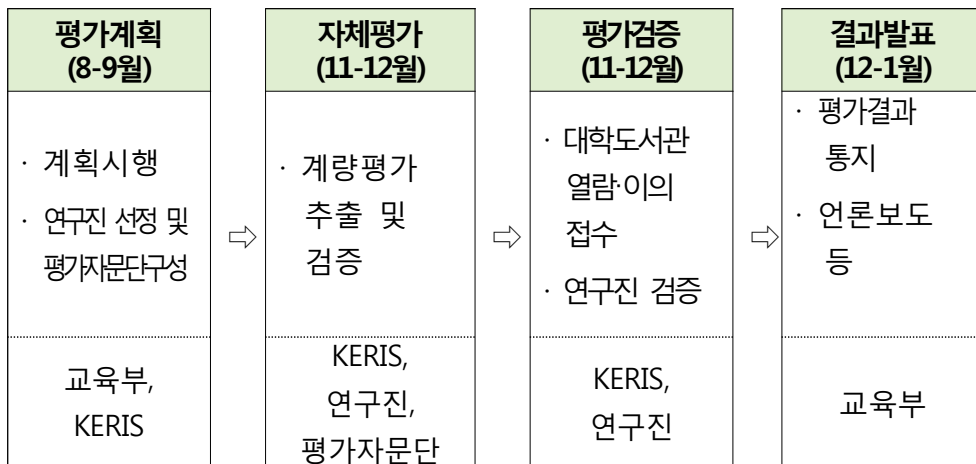 평가계획
(8-9월)
· 계획시행
· 연구진 선정 및
평가자문단구성
교육부,
KERIS
⇨
자체평가
(11-12월)
· 계량평가
추출 및
검증
KERIS,
연구진,
평가자문단
⇨
평가검증
(11-12월)
· 대학도서관
열람·이의
접수
· 연구진 검증
KERIS,
연구진
⇨
결과발표
(12-1월)
· 평가결과
통지
· 언론보도
등
교육부